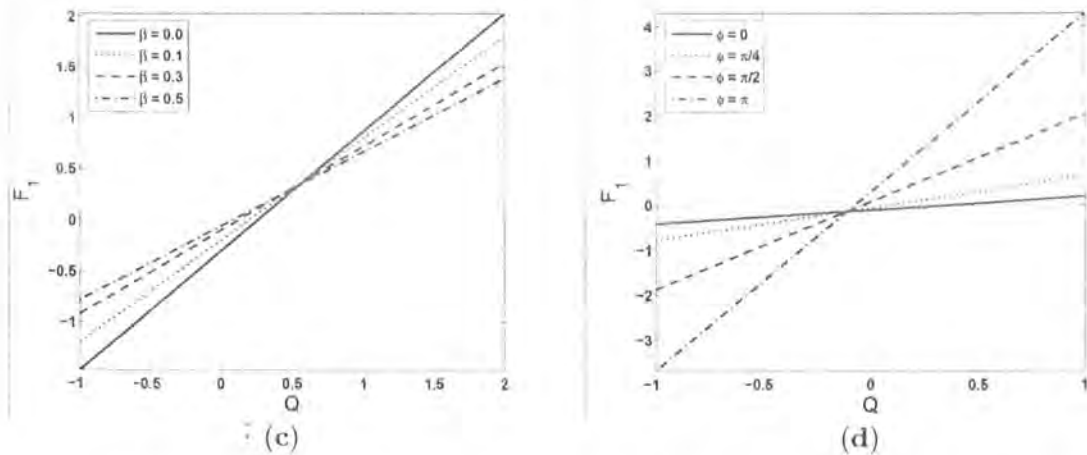 2
1.5
1
0.5
0
−0.5
−1
F1
β = 0.0
β = 0.1
β = 0.3
β = 0.5
−1 −0.5 0 0.5 1 1.5 2
Q
(c)
4
3
2
1
0
−1
−2
−3
F1
ϕ = 0
ϕ = π/4
ϕ = π/2
ϕ = π
−1 −0.5 0 0.5 1
Q
(d)